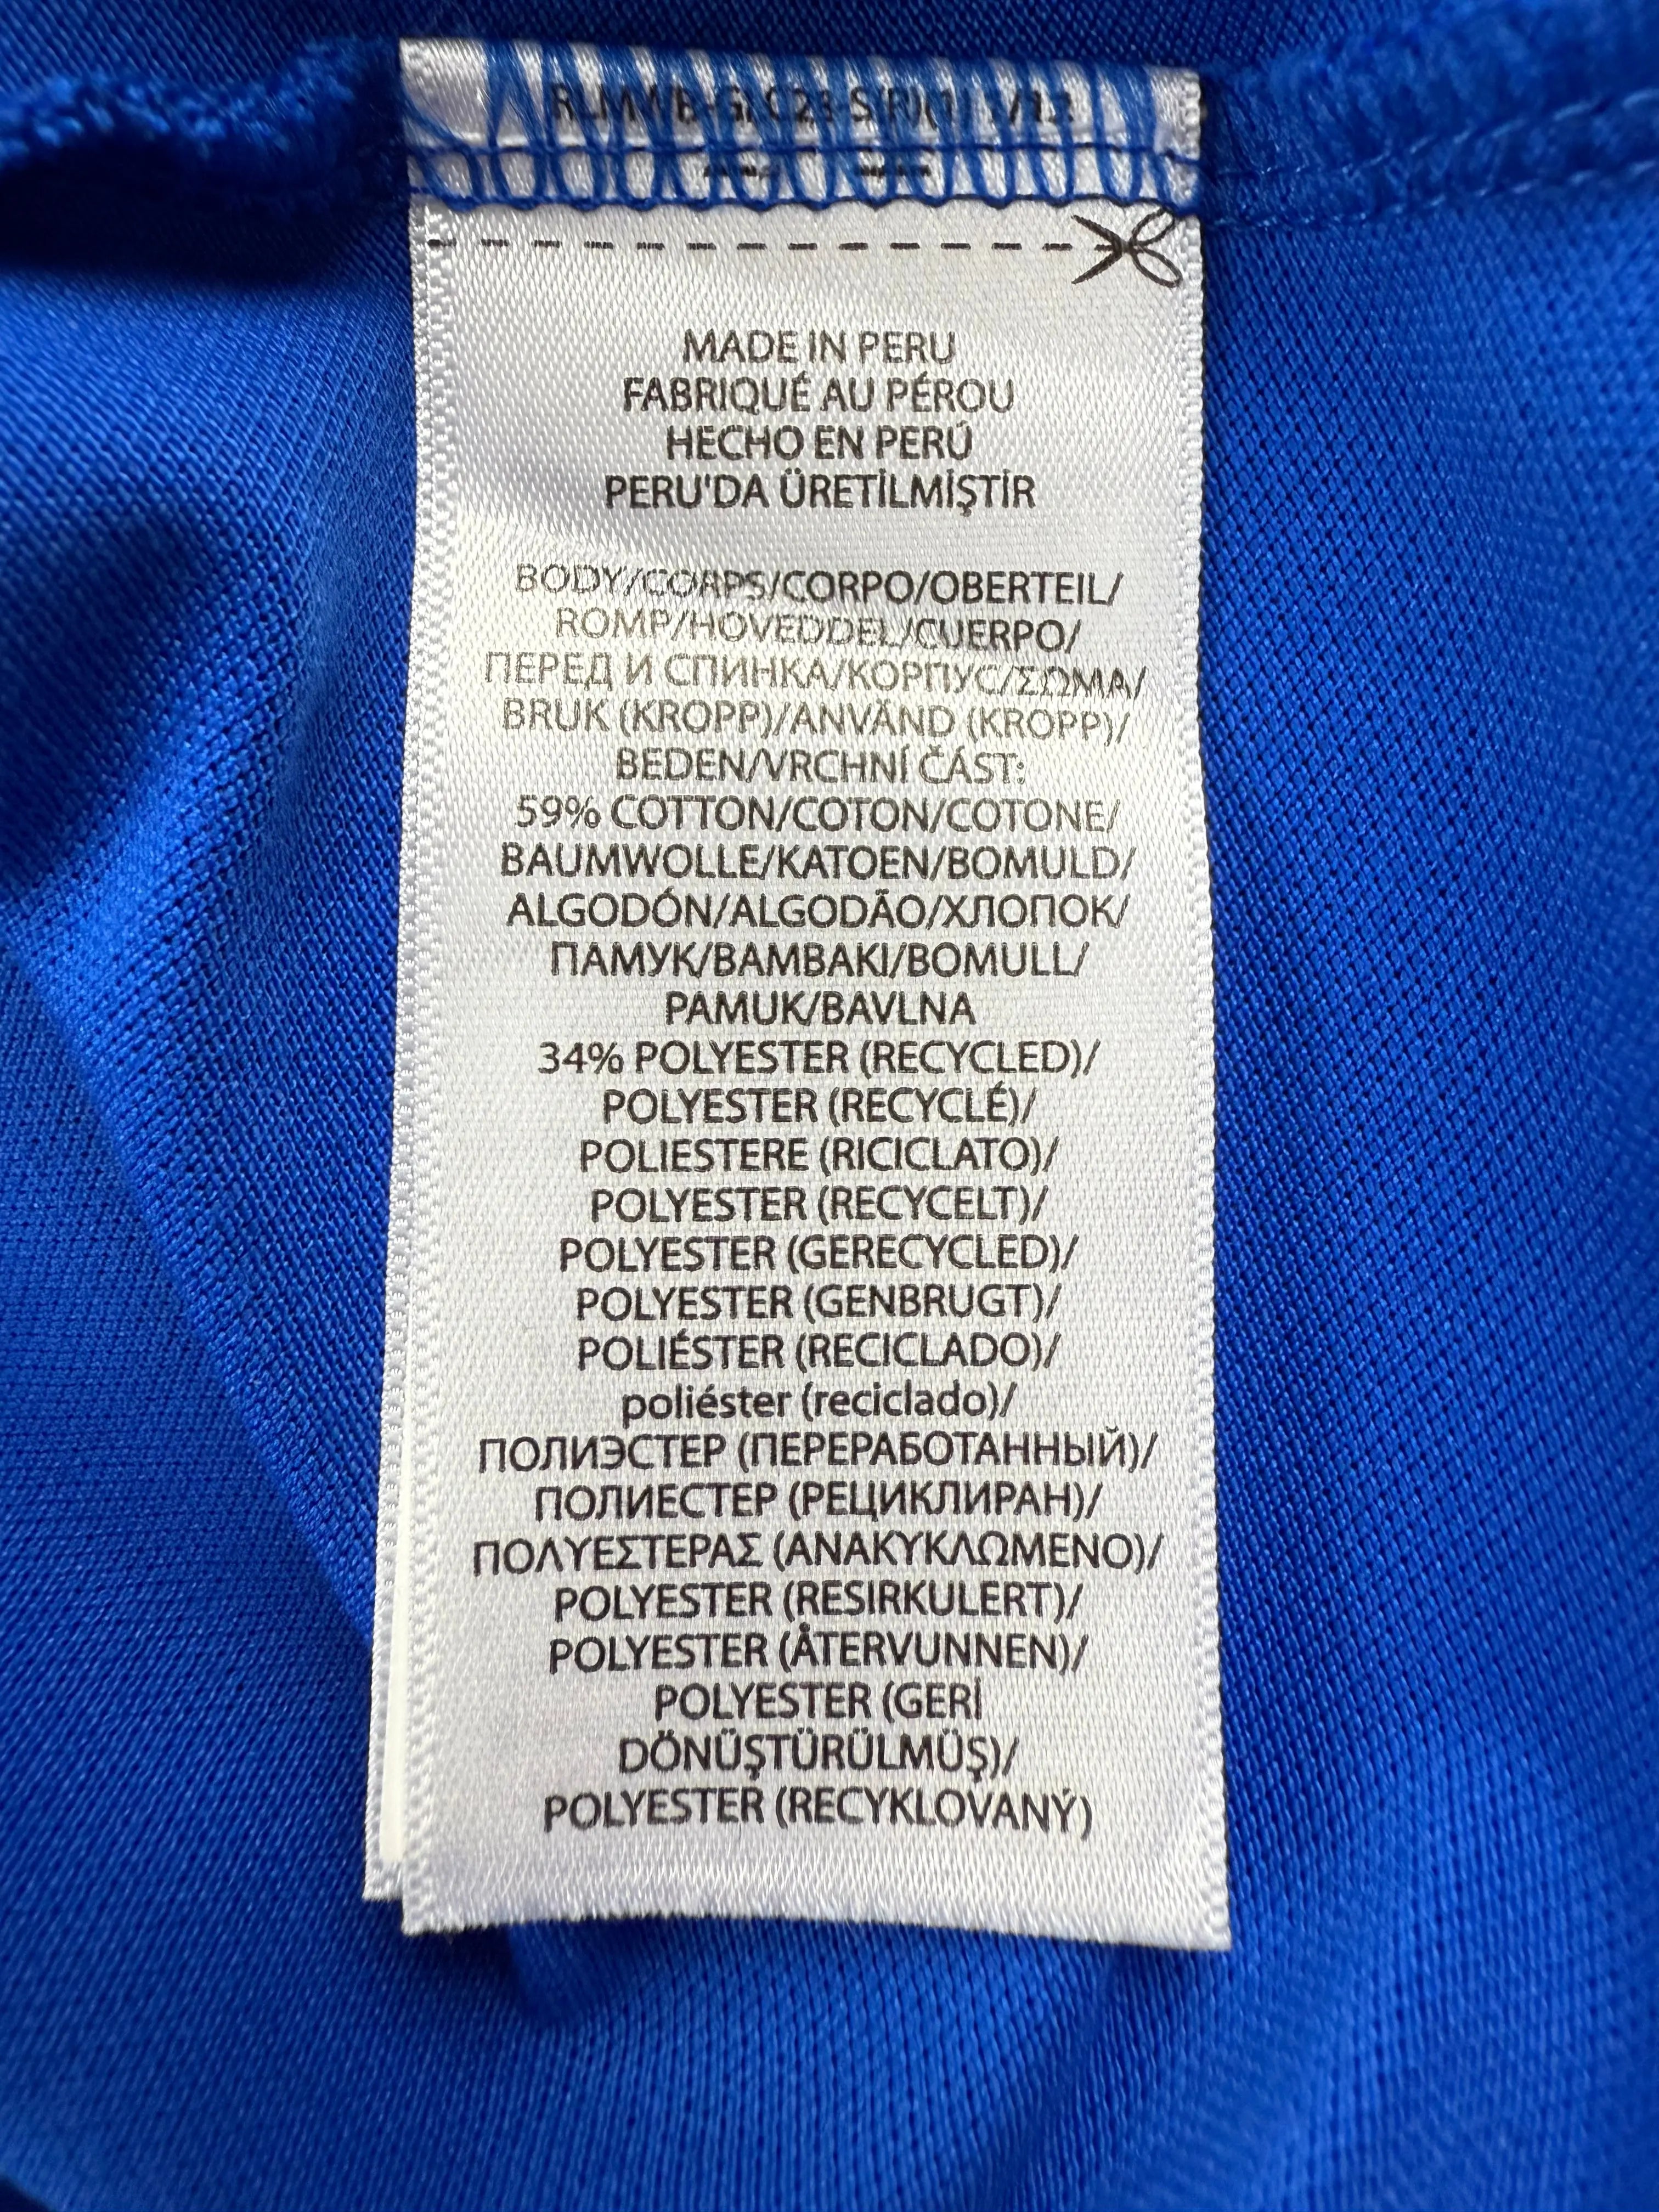 MADE IN PERU
FABRIQUÉ AU PÉROU
HECHO EN PERÚ
PERU'DA ÜRETİLMİŞTİR
BODY/CORPS/CORPO/OBERTEIL/
ROMP/HOVEDDEL/CUERPO/
ПЕРЕД И СПИНКА/КОРПУС/ΣΩΜΑ/
BRUK (KROPP)/ANVÄND (KROPP)/
BEDEN/VRCHNÍ ČÁST:
59% COTTON/COTON/COTONE/
BAUMWOLLE/KATOEN/BOMULD/
ALGODÓN/ALGODÃO/ХЛОПОК/
ПАМУК/BAMBAKI/BOMULL/
PAMUK/BAVLNA
34% POLYESTER (RECYCLED)/
POLYESTER (RECYCLÉ)/
POLIESTERE (RICICLATO)/
POLYESTER (RECYCELT)/
POLYESTER (GERECYCLED)/
POLYESTER (GENBRUGT)/
POLIÉSTER (RECICLADO)/
poliéster (reciclado)/
ПОЛИЭСТЕР (ПЕРЕРАБОТАННЫЙ)/
ПОЛИЕСТЕР (РЕЦИКЛИРАН)/
ΠΟΛΥΕΣΤΕΡΑΣ (ΑΝΑΚΥΚΛΩΜΕΝΟ)/
POLYESTER (RESIRKULERT)/
POLYESTER (ÅTERVUNNEN)/
POLYESTER (GERİ
DÖNÜŞTÜRÜLMÜŞ)/
POLYESTER (RECYKLOVANÝ)